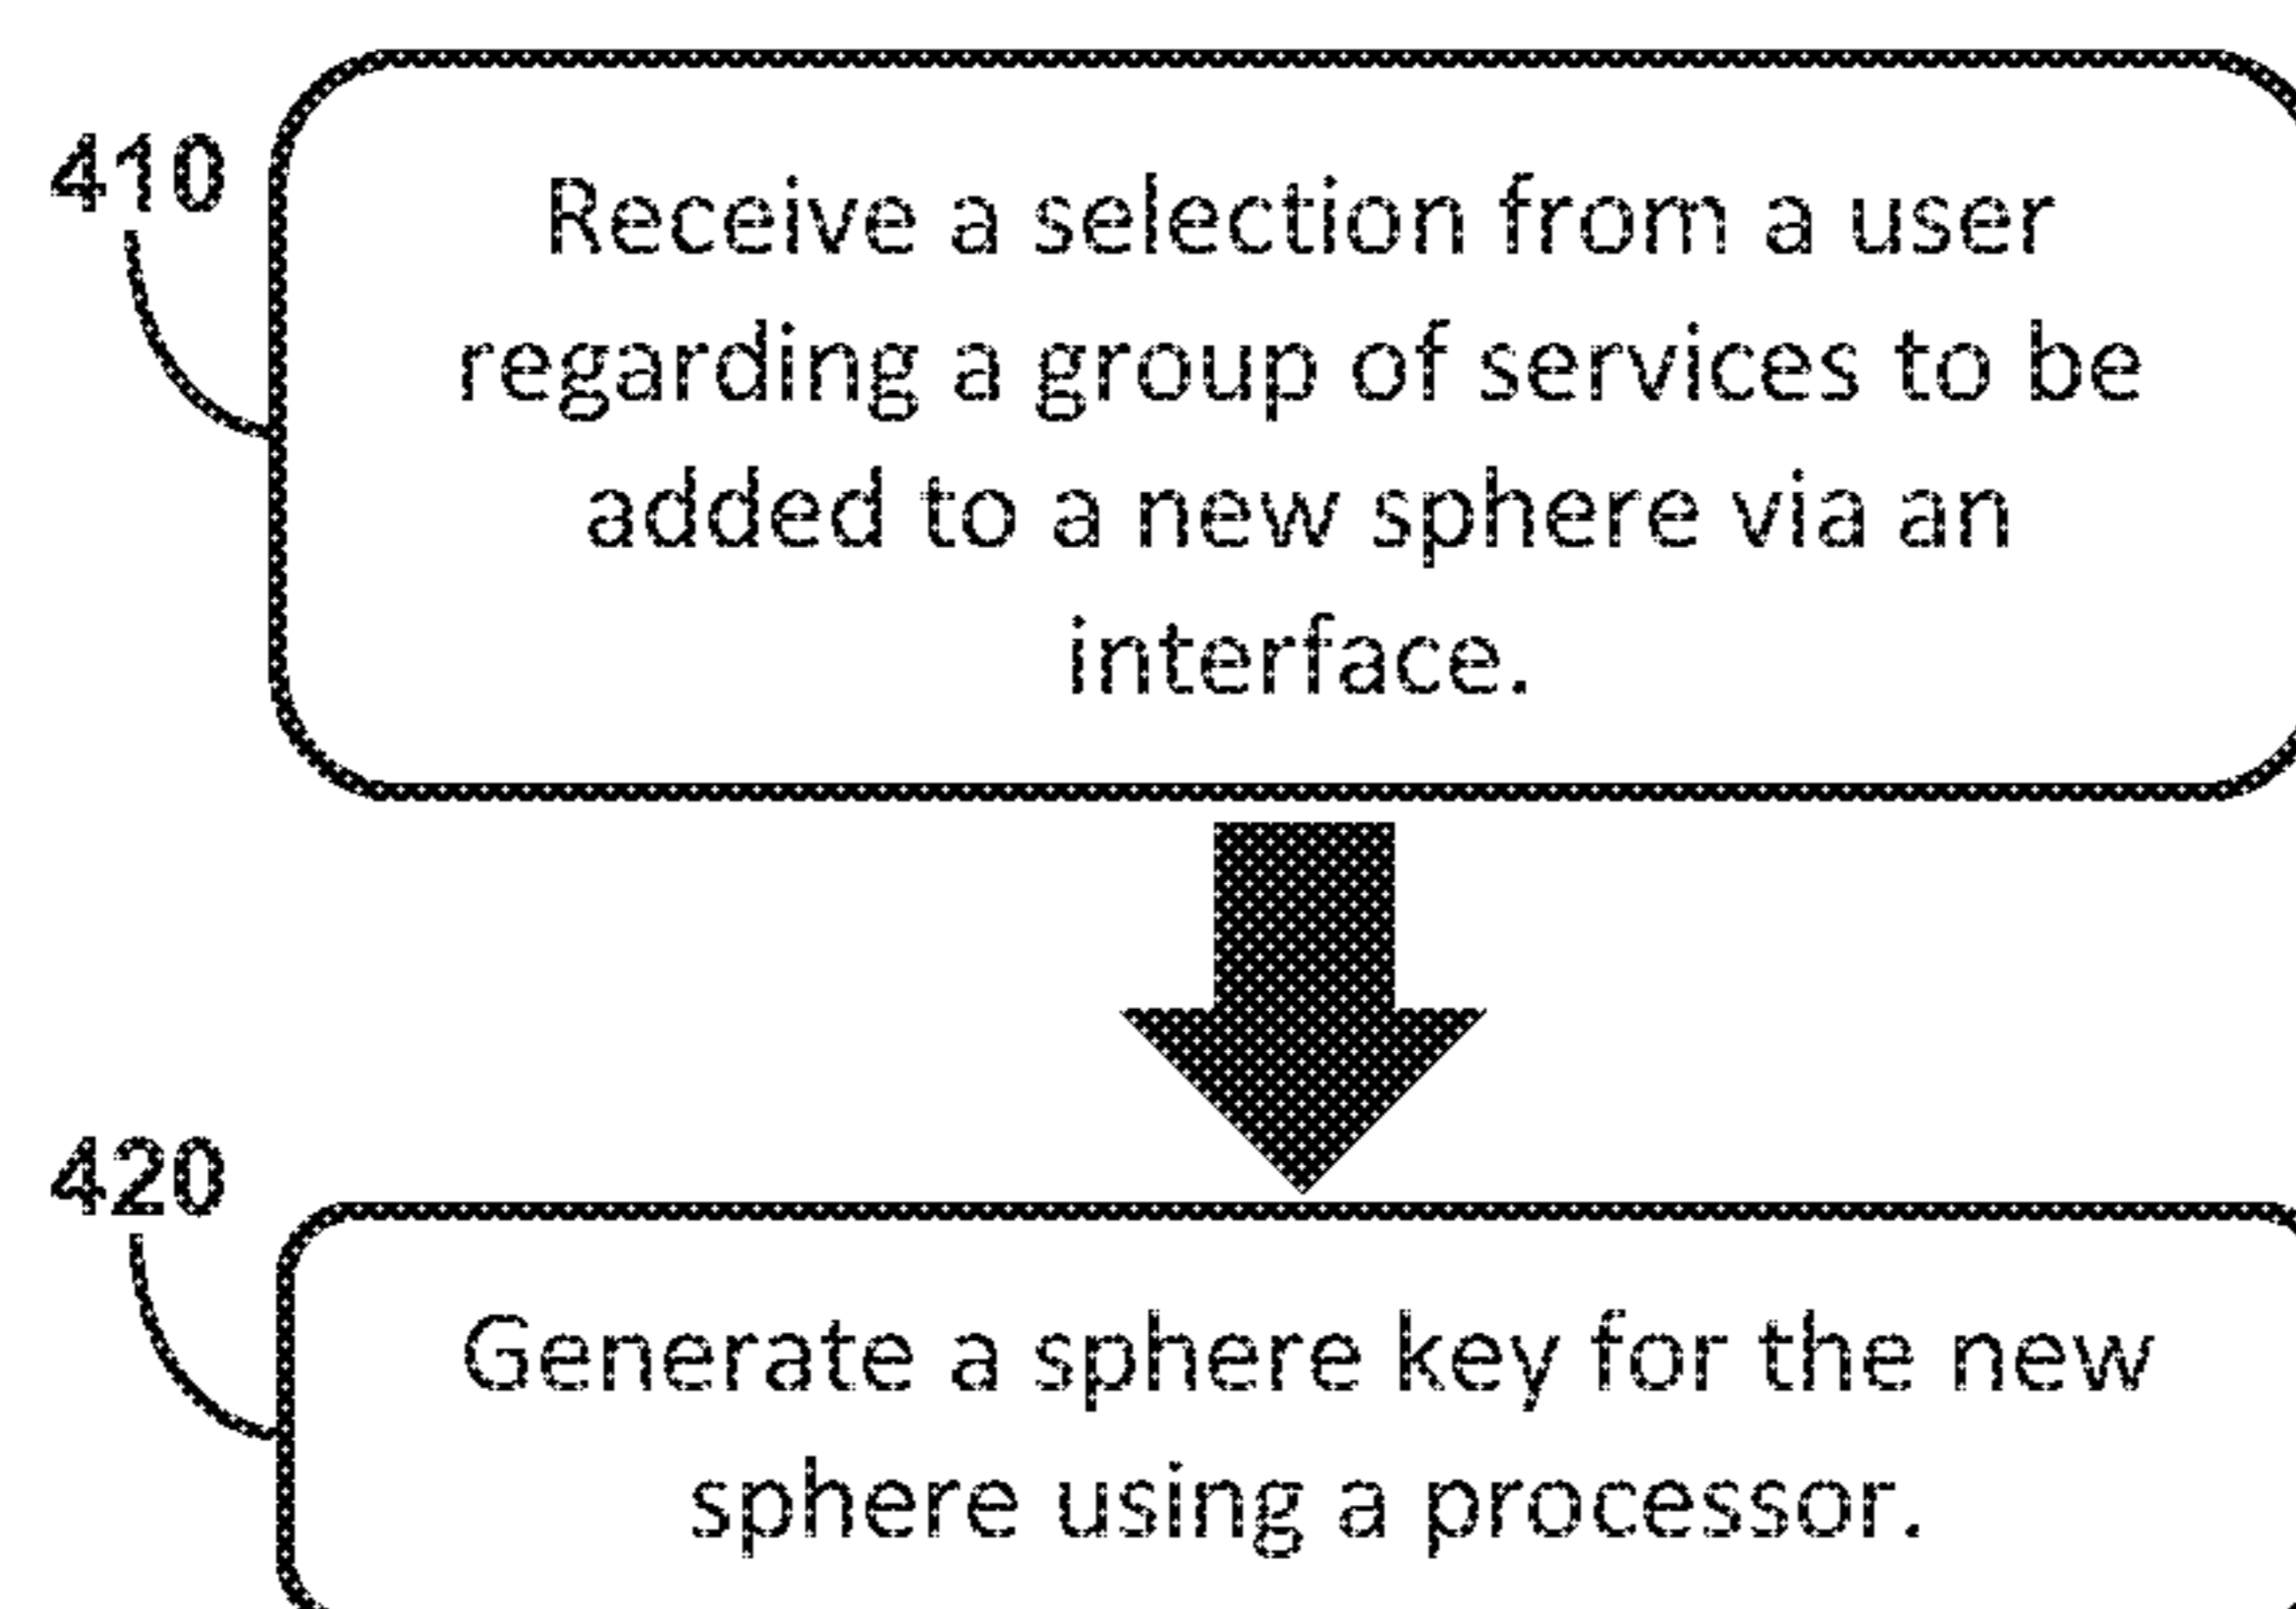 410
Receive a selection from a user
regarding a group of services to be
added to a new sphere via an
interface.
420
Generate a sphere key for the new
sphere using a processor.